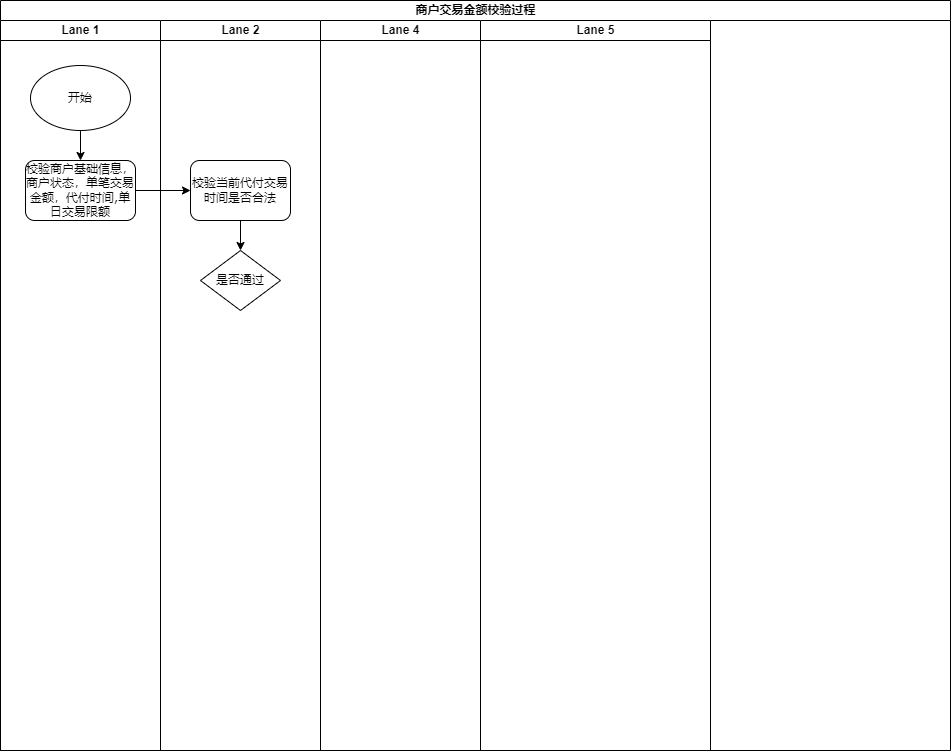 商户交易金额校验过程
Lane 1
Lane 2
Lane 4
Lane 5
开始
校验商户基础信息，
商户状态，单笔交易
金额，代付时间,单
日交易限额
校验当前代付交易
时间是否合法
是否通过